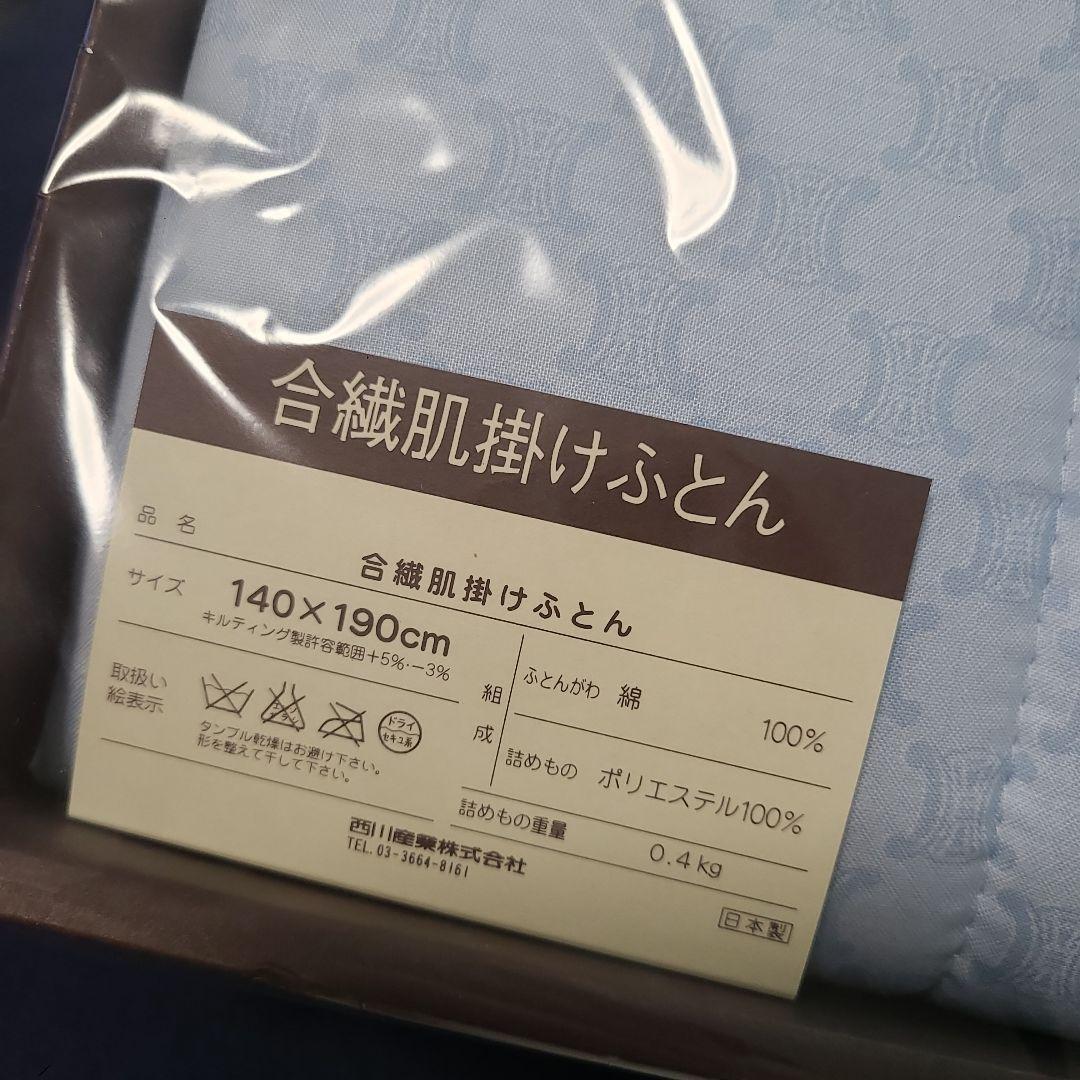 合繊肌掛けふとん
品名
合繊肌掛けふとん
サイズ
140×190cm
キルティング製許容範囲+5%・-3%
取扱い
絵表示
エンソ
サラシ
ドライ
セキユ系
タンブル乾燥はお避け下さい。
形を整えて干して下さい。
組成
ふとんがわ 綿 100%
詰めもの ポリエステル100%
詰めもの重量 0.4kg
西川産業株式会社
TEL.03-3664-8161
日本製